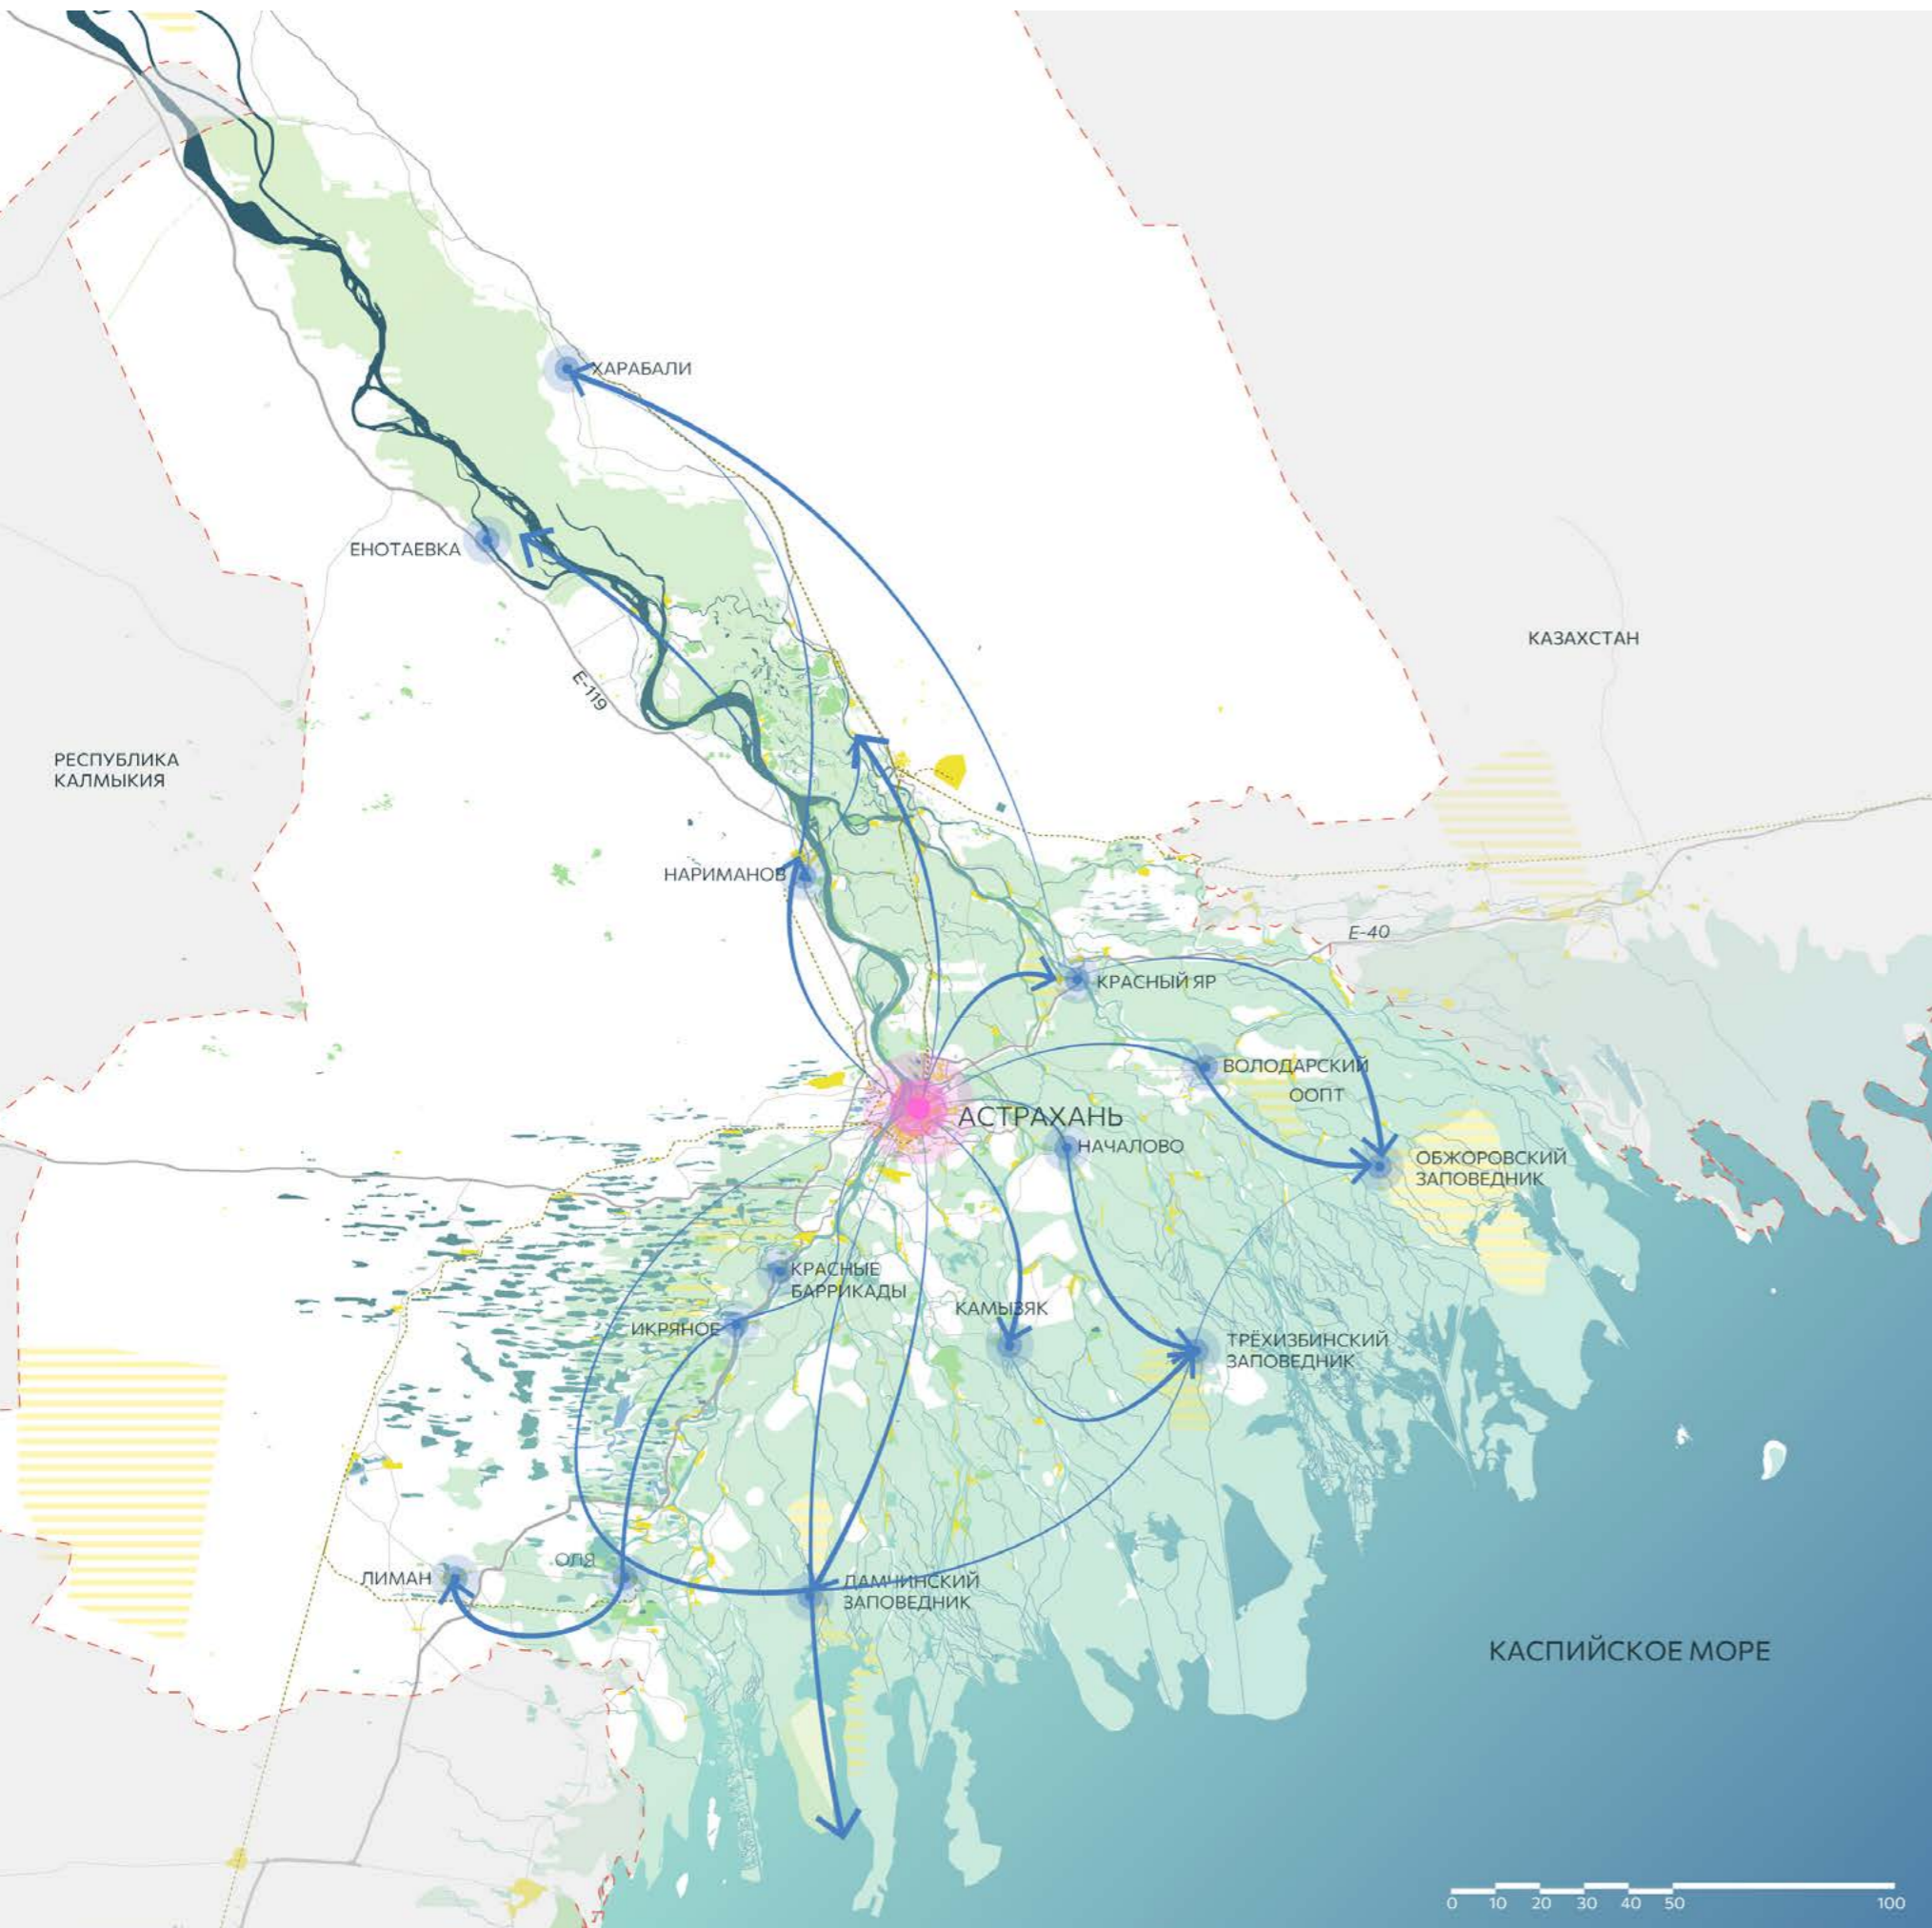 ХАРАБАЛИ
ЕНОТАЕВКА
КАЗАХСТАН
E-119
РЕСПУБЛИКА
КАЛМЫКИЯ
НАРИМАНОВ
E-40
КРАСНЫЙ ЯР
ВОЛОДАРСКИЙ
ООПТ
АСТРАХАНЬ
НАЧАЛОВО
ОБЖОРОВСКИЙ
ЗАПОВЕДНИК
КРАСНЫЕ
БАРРИКАДЫ
КАМЫЗЯК
ИКРЯНОЕ
ТРЁХИЗБИНСКИЙ
ЗАПОВЕДНИК
ОЛЯ
ЛИМАН
ДАМЧИНСКИЙ
ЗАПОВЕДНИК
КАСПИЙСКОЕ МОРЕ
0 10 20 30 40 50 100